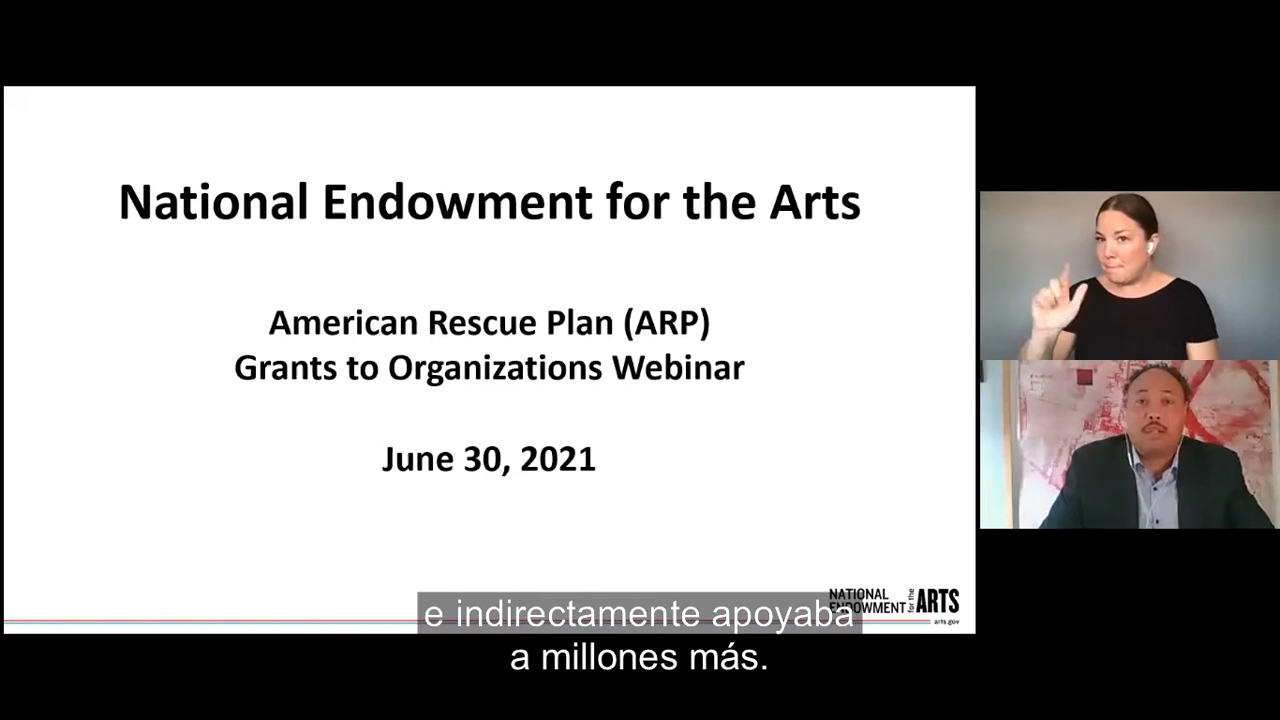 National Endowment for the Arts
American Rescue Plan (ARP)
Grants to Organizations Webinar
June 30, 2021
NATIONAL
ENDOWMENT for the ARTS
arts.gov
e indirectamente apoyaba
a millones más.